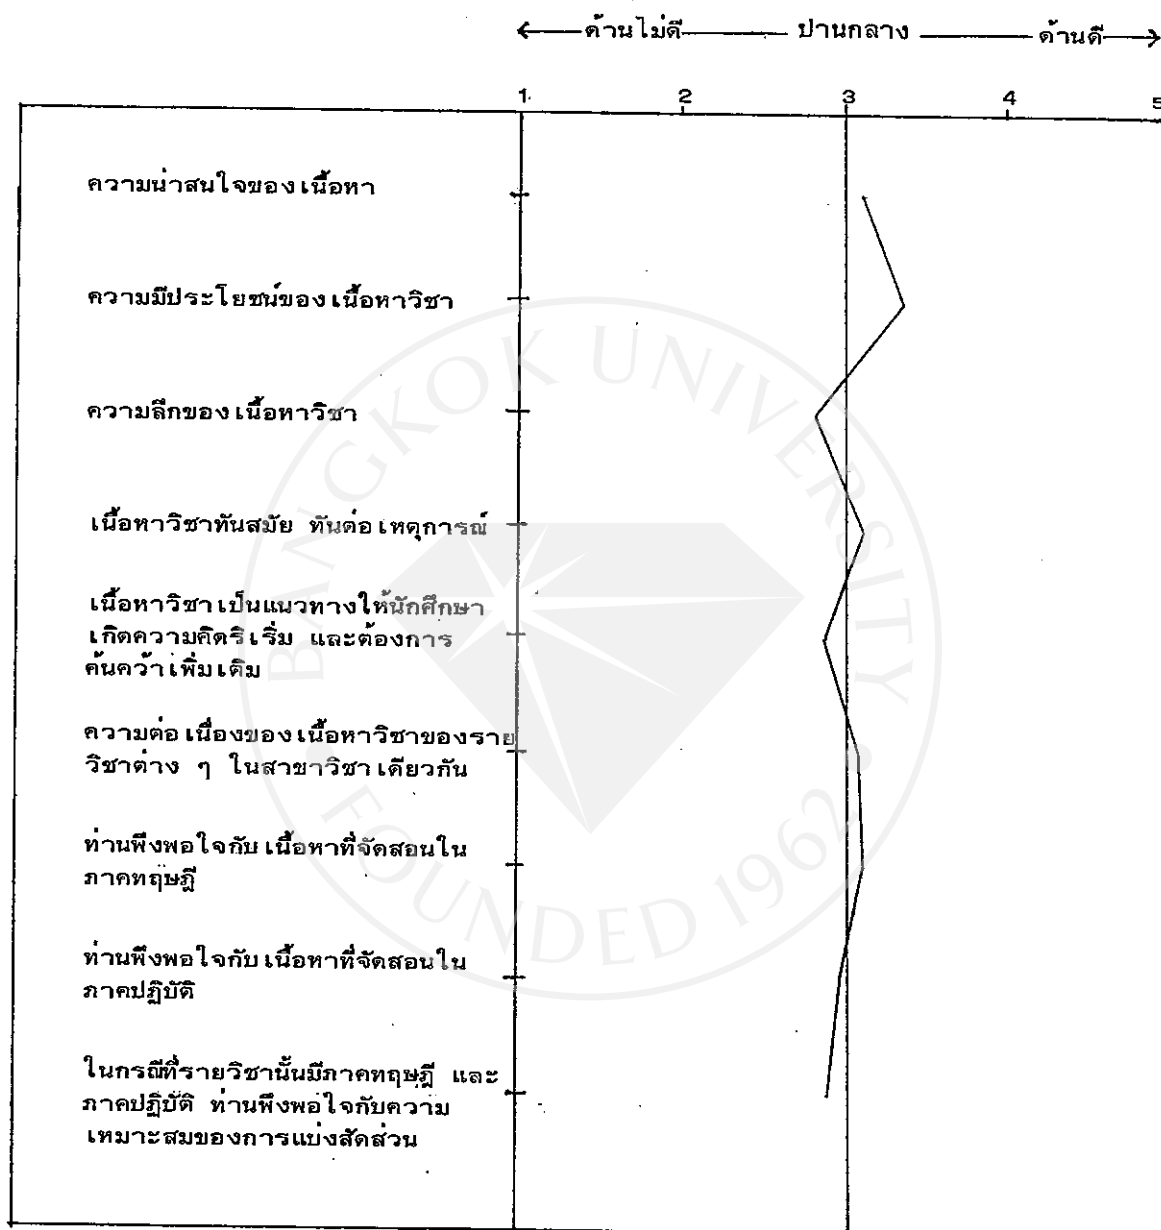 ด้านไม่ดี ปานกลาง ด้านดี
1 2 3 4 5
ความน่าสนใจของเนื้อหา
ความมีประโยชน์ของเนื้อหาวิชา
ความลึกของเนื้อหาวิชา
เนื้อหาวิชาทันสมัย ทันต่อเหตุการณ์
เนื้อหาวิชาเป็นแนวทางให้นักศึกษา
เกิดความคิดริเริ่ม และต้องการ
ค้นคว้าเพิ่มเติม
ความต่อเนื่องของเนื้อหาวิชาของราย
วิชาต่าง ๆ ในสาขาวิชาเดียวกัน
ท่านพึงพอใจกับเนื้อหาที่จัดสอนใน
ภาคทฤษฎี
ท่านพึงพอใจกับเนื้อหาที่จัดสอนใน
ภาคปฏิบัติ
ในกรณีที่รายวิชานั้นมีภาคทฤษฎี และ
ภาคปฏิบัติ ท่านพึงพอใจกับความ
เหมาะสมของการแบ่งสัดส่วน
BANGKOK UNIVERSITY
FOUNDED 1962